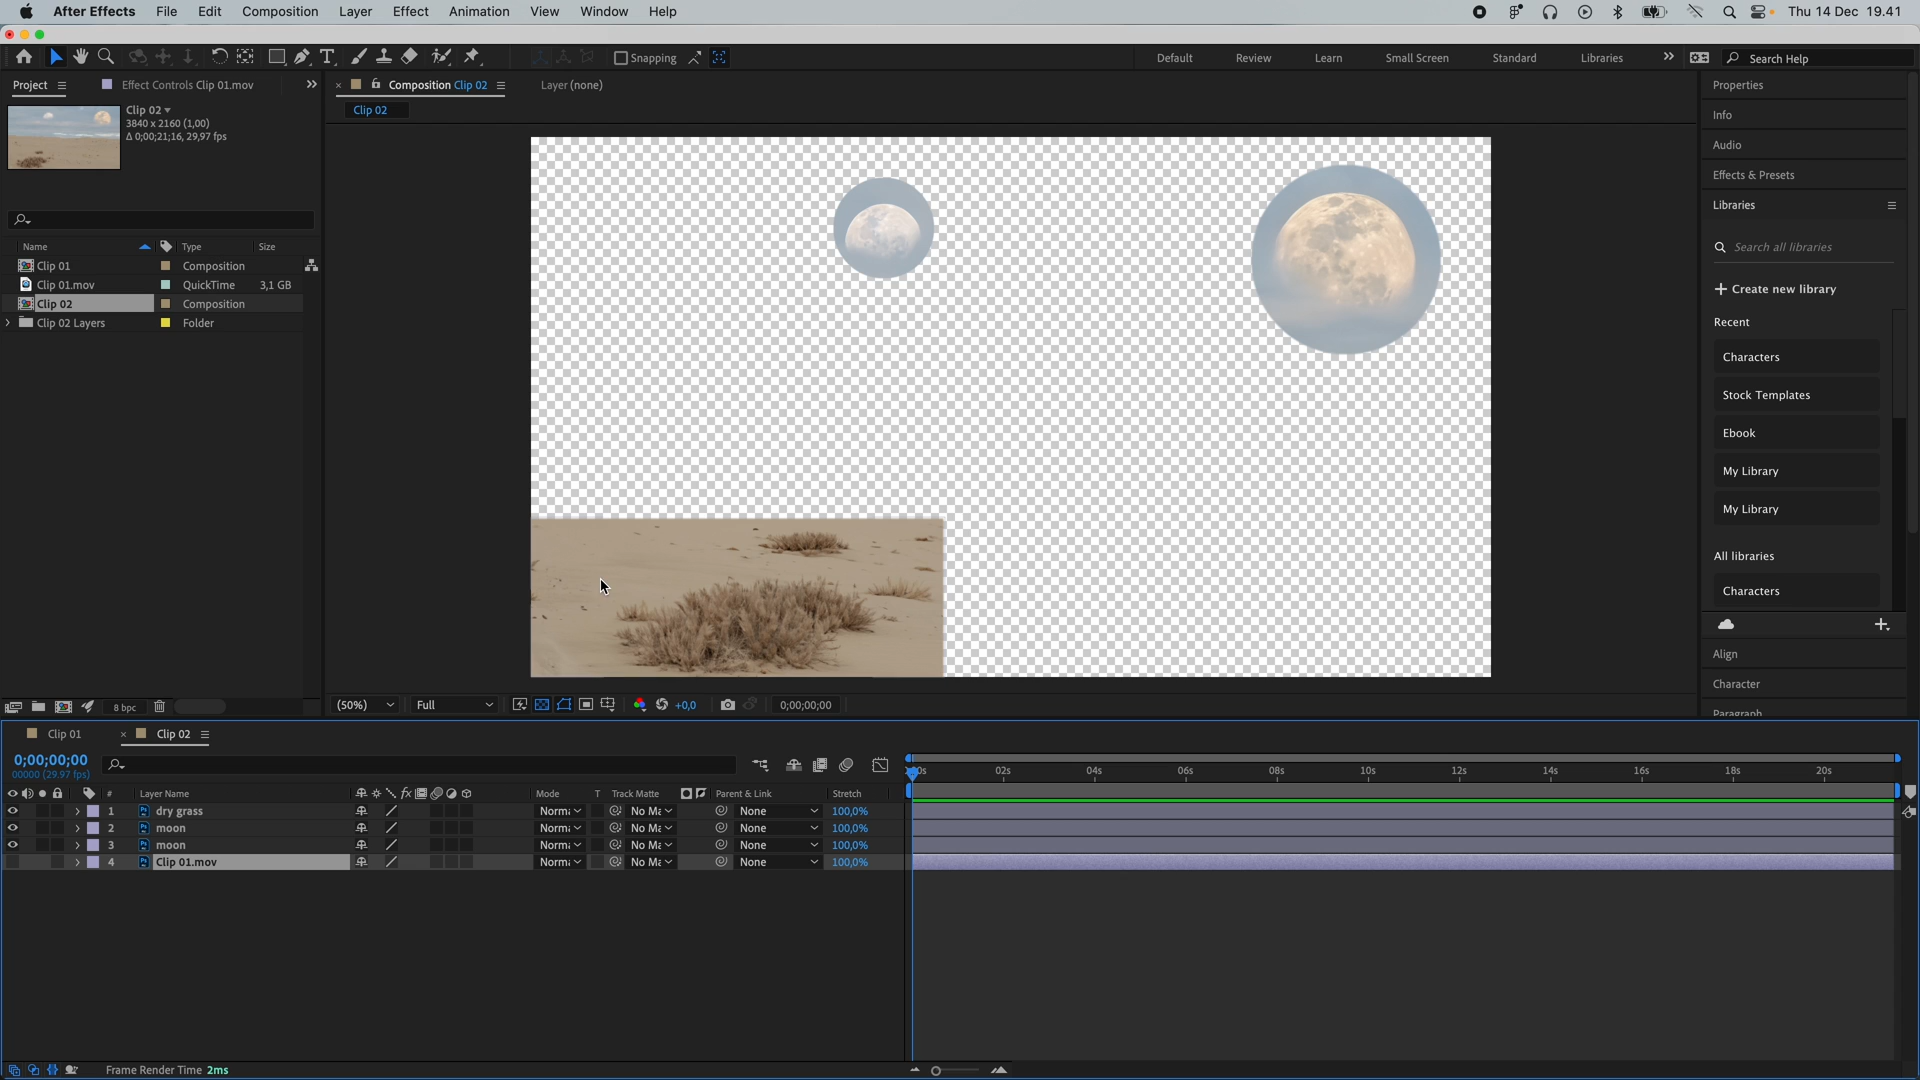 After Effects File Edit Composition Layer Effect Animation View Window Help Thu 14 Dec 19.41
Snapping Default Review Learn Small Screen Standard Libraries Search Help
Project Effect Controls Clip 01.mov
Composition Clip 02 Layer (none)
Clip 02
Clip 02
3840 x 2160 (1,00)
Δ 0;00;21;16, 29,97 fps
Name Type Size
Clip 01 Composition
Clip 01.mov QuickTime 3,1 GB
Clip 02 Composition
Clip 02 Layers Folder
8 bpc
(50%) Full +0,0 0;00;00;00
Properties
Info
Audio
Effects & Presets
Libraries
Search all libraries
Create new library
Recent
Characters
Stock Templates
Ebook
My Library
My Library
All libraries
Characters
Align
Character
Paragraph
Clip 01 Clip 02
0;00;00;00
00000 (29.97 fps)
02s 04s 06s 08s 10s 12s 14s 16s 18s 20s
# Layer Name fx Mode T Track Matte Parent & Link Stretch
1 Ps dry grass Norma No Ma None 100,0%
2 Ps moon Norma No Ma None 100,0%
3 Ps moon Norma No Ma None 100,0%
4 Ps Clip 01.mov Norma No Ma None 100,0%
Frame Render Time 2ms